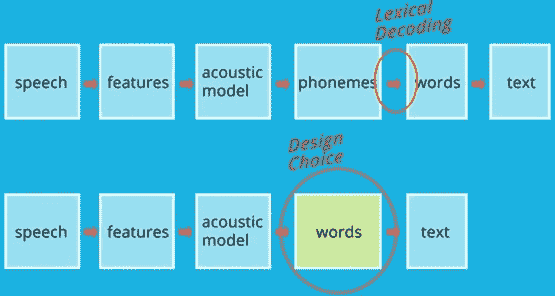 Lexical
Decoding
speech
features
acoustic
model
phonemes
words
text
Design
Choice
speech
features
acoustic
model
words
text